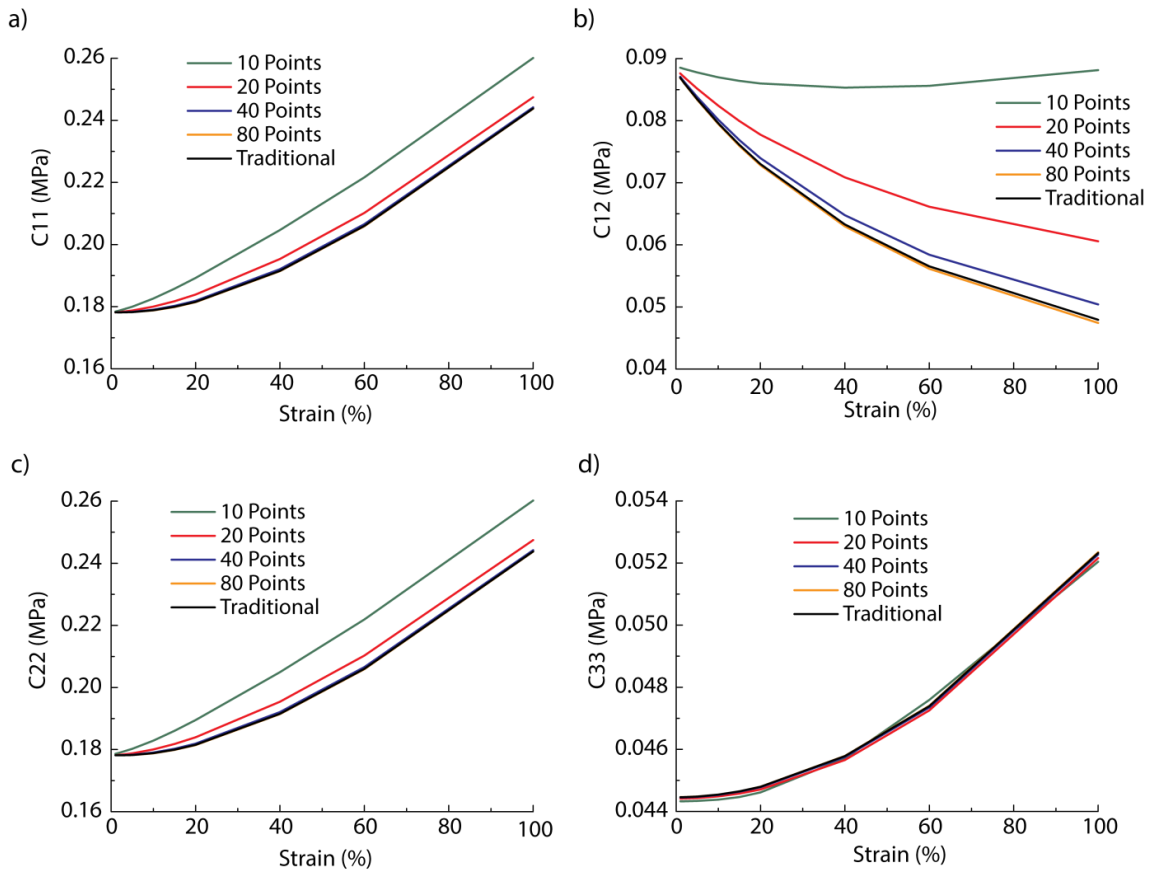 a)
0.26
0.24
0.22
0.20
0.18
0.16
C11 (MPa)
10 Points
20 Points
40 Points
80 Points
Traditional
0 20 40 60 80 100
Strain (%)
b)
0.09
0.08
0.07
0.06
0.05
0.04
C12 (MPa)
10 Points
20 Points
40 Points
80 Points
Traditional
0 20 40 60 80 100
Strain (%)
c)
0.26
0.24
0.22
0.20
0.18
0.16
C22 (MPa)
10 Points
20 Points
40 Points
80 Points
Traditional
0 20 40 60 80 100
Strain (%)
d)
0.054
0.052
0.050
0.048
0.046
0.044
C33 (MPa)
10 Points
20 Points
40 Points
80 Points
Traditional
0 20 40 60 80 100
Strain (%)